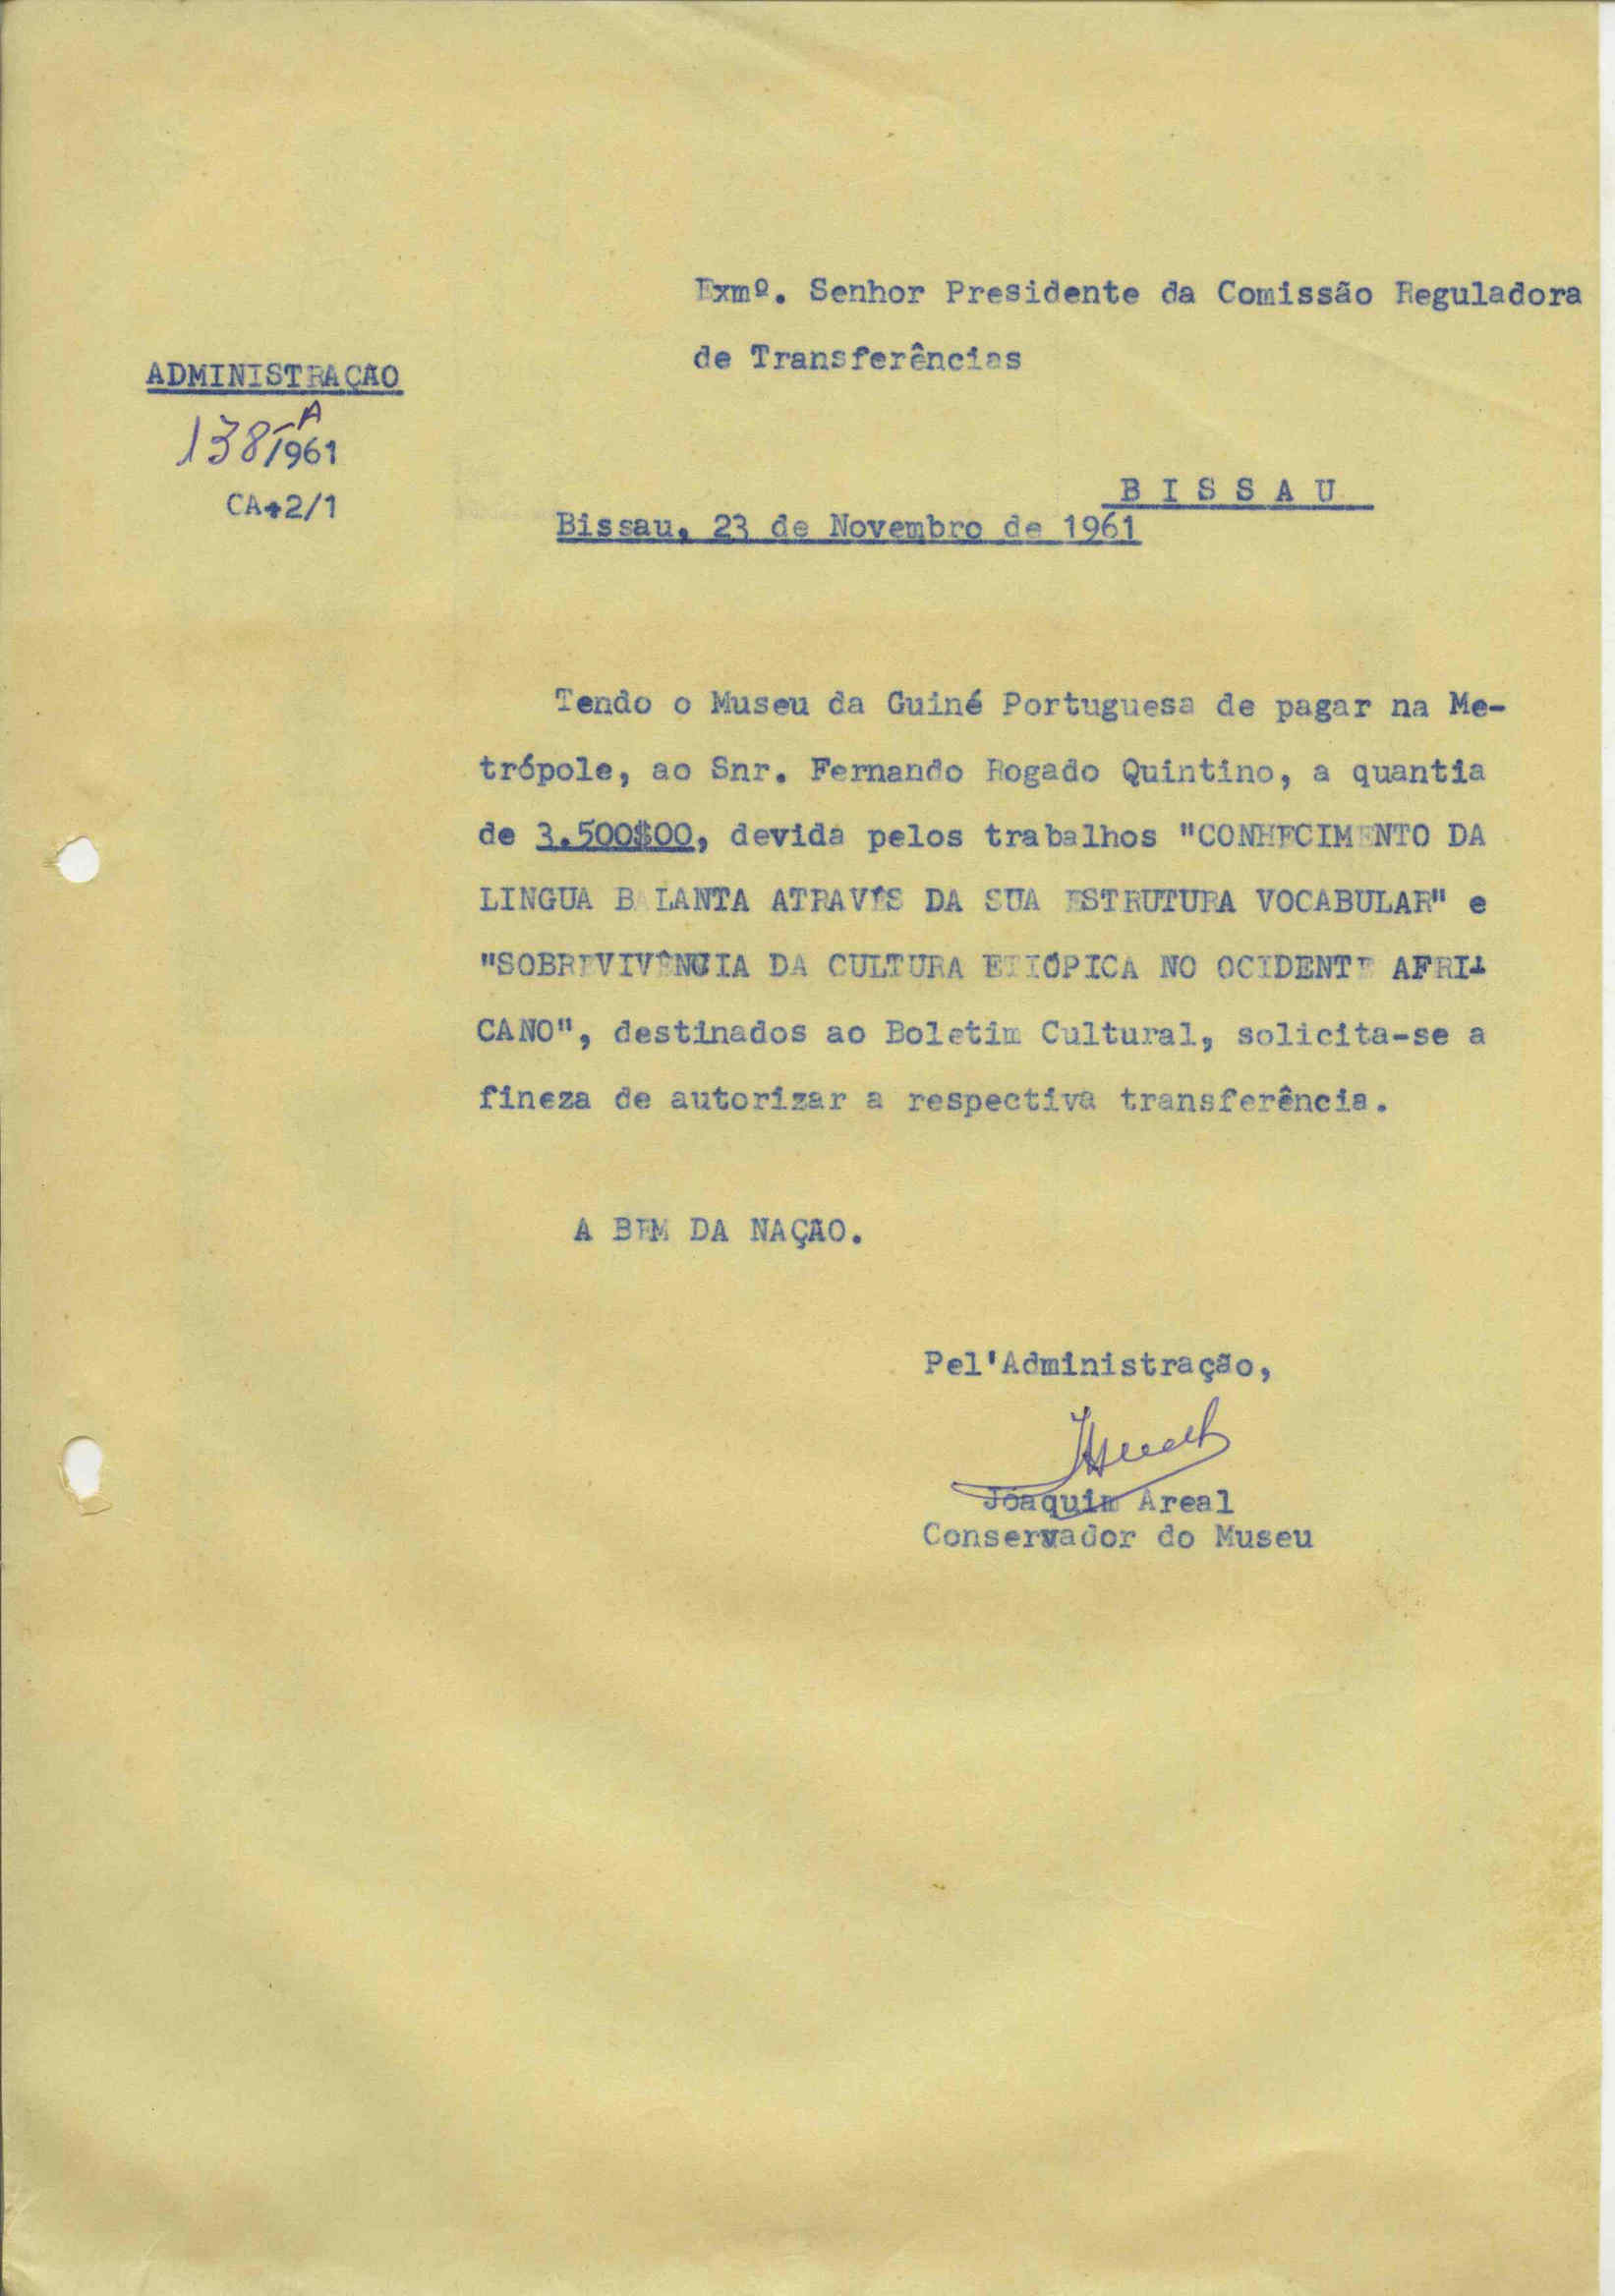 Exmº. Senhor Presidente da Comissão Reguladora
de Transferências
ADMINISTRAÇÃO
138-A/961
CA-2/1
B I S S A U
Bissau, 23 de Novembro de 1961
Tendo o Museu da Guiné Portuguesa de pagar na Me-
trópole, ao Snr. Fernando Rogado Quintino, a quantia
de 3.500$00, devida pelos trabalhos "CONHECIMENTO DA
LINGUA BALANTA ATRAVÉS DA SUA ESTRUTURA VOCABULAR" e
"SOBREVIVÊNCIA DA CULTURA ETIÓPICA NO OCIDENTE AFRI-
CANO", destinados ao Boletim Cultural, solicita-se a
fineza de autorizar a respectiva transferência.
A BEM DA NAÇÃO.
Pel'Administração,
Joaquim Areal
Conservador do Museu